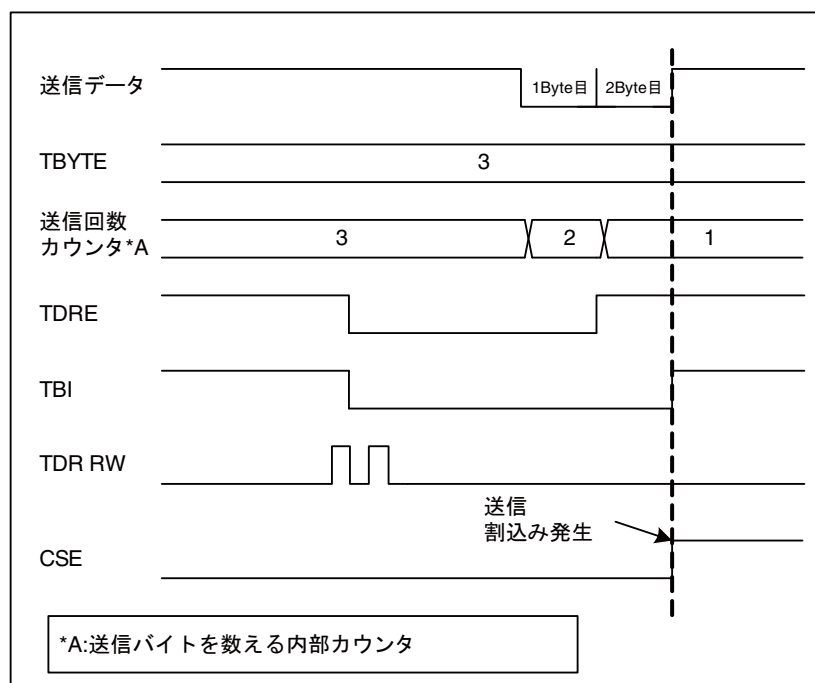 送信データ
1Byte目
2Byte目
TBYTE
3
送信回数
カウンタ*A
3
2
1
TDRE
TBI
TDR RW
送信
割込み発生
CSE
*A:送信バイトを数える内部カウンタ